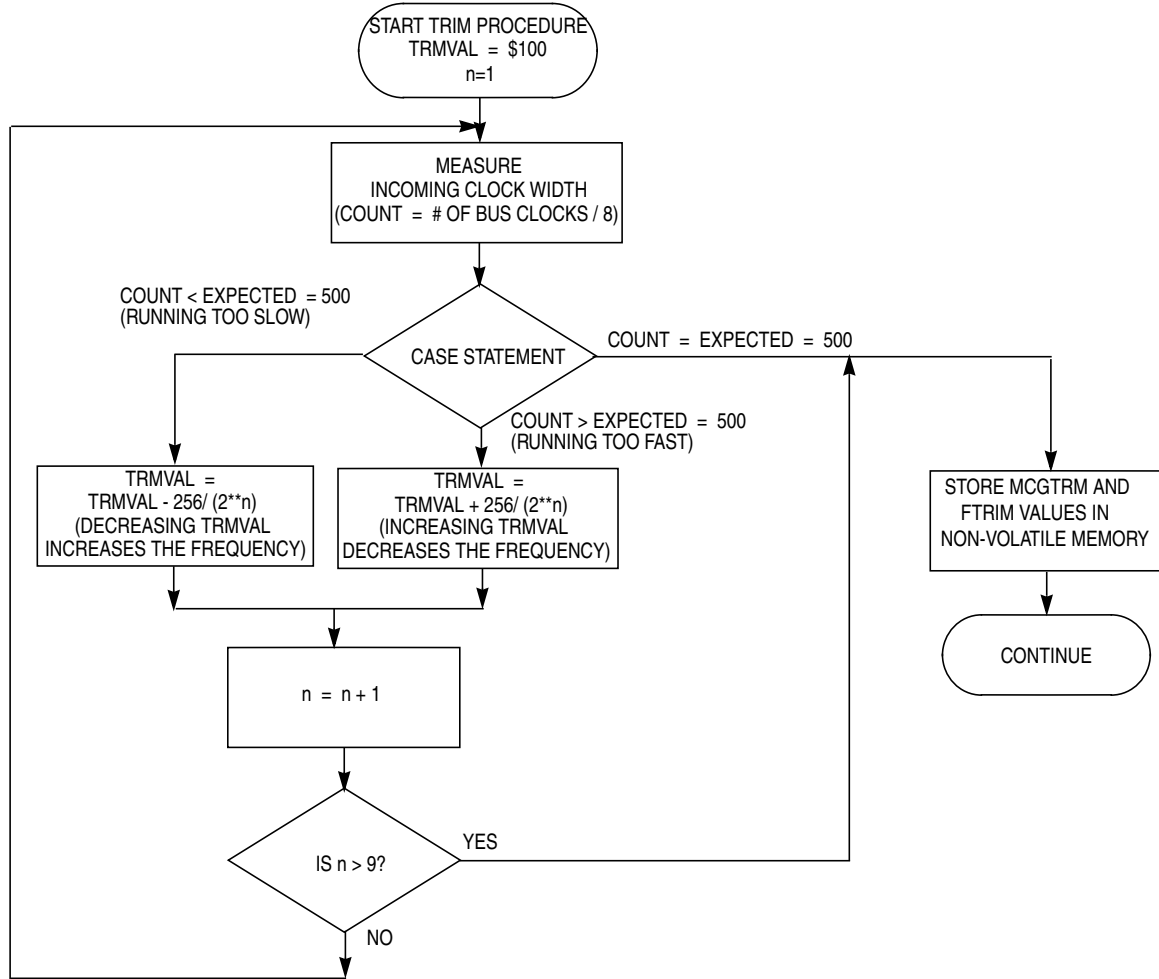 START TRIM PROCEDURE
TRMVAL = $100
n=1
MEASURE
INCOMING CLOCK WIDTH
(COUNT = # OF BUS CLOCKS / 8)
COUNT < EXPECTED = 500
(RUNNING TOO SLOW)
CASE STATEMENT
COUNT = EXPECTED = 500
COUNT > EXPECTED = 500
(RUNNING TOO FAST)
TRMVAL =
TRMVAL - 256/ (2**n)
(DECREASING TRMVAL
INCREASES THE FREQUENCY)
TRMVAL =
TRMVAL + 256/ (2**n)
(INCREASING TRMVAL
DECREASES THE FREQUENCY)
STORE MCGTRM AND
FTRIM VALUES IN
NON-VOLATILE MEMORY
CONTINUE
n = n + 1
IS n > 9?
YES
NO